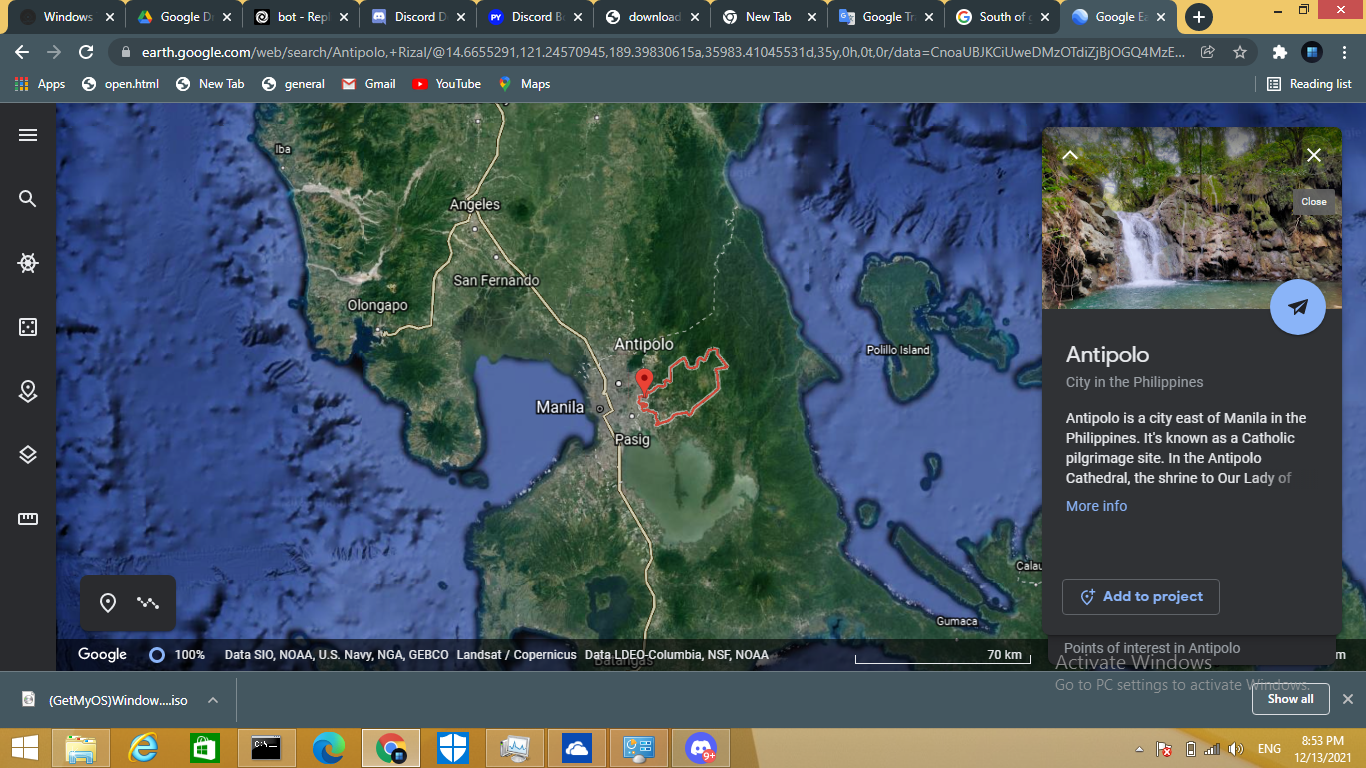 Windows
Google Dr
bot - Repl
Discord D
Discord B
download
New Tab
Google Tra
South of g
Google Ea
earth.google.com/web/search/Antipolo,+Rizal/@14.6655291,121.24570945,189.39830615a,35983.41045531d,35y,0h,0t,0r/data=CnoaUBJKCiUweDMzOTdiZjBjOGQ4MzE...
Apps
open.html
New Tab
general
Gmail
YouTube
Maps
Reading list
Iba
Angeles
San Fernando
Olongapo
Antipolo
Manila
Pasig
Polillo Island
Calau
Gumaca
Batangas
Close
Antipolo
City in the Philippines
Antipolo is a city east of Manila in the
Philippines. It's known as a Catholic
pilgrimage site. In the Antipolo
Cathedral, the shrine to Our Lady of
More info
Add to project
Points of interest in Antipolo
Google
100%
Data SIO, NOAA, U.S. Navy, NGA, GEBCO Landsat / Copernicus Data LDEO-Columbia, NSF, NOAA
70 km
m
Activate Windows
Go to PC settings to activate Windows.
(GetMyOS)Window....iso
Show all
C:\_
9+
ENG
8:53 PM
12/13/2021